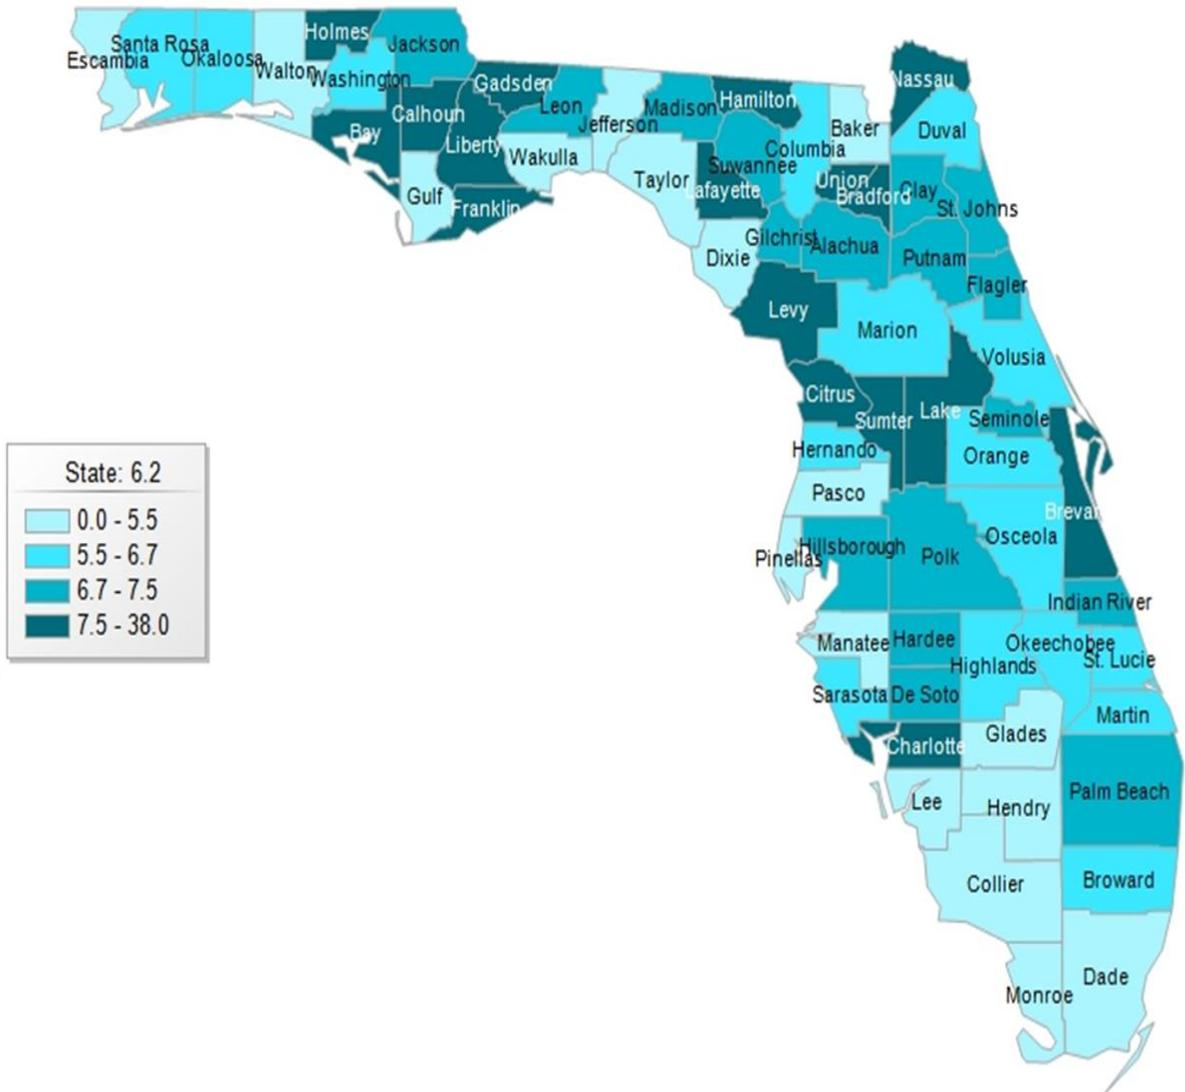 Holmes
Jackson
Santa Rosa
Escambia
Okaloosa
Walton
Washington
Gadsden
Nassau
Calhoun
Leon
Madison
Hamilton
Jefferson
Baker
Duval
Bay
Liberty
Wakulla
Columbia
Suwannee
Taylor
Lafayette
Union
Bradford
Clay
Gulf
Franklin
St. Johns
Gilchrist
Alachua
Dixie
Putnam
Flagler
Levy
Marion
Volusia
Citrus
Sumter
Lake
Seminole
Hernando
Orange
State: 6.2
Pasco
0.0 - 5.5
Brevar
5.5 - 6.7
Osceola
Hillsborough
Pinellas
Polk
6.7 - 7.5
Indian River
7.5 - 38.0
Manatee
Hardee
Okeechobee
Highlands
St. Lucie
Sarasota
De Soto
Martin
Glades
Charlotte
Palm Beach
Lee
Hendry
Collier
Broward
Dade
Monroe